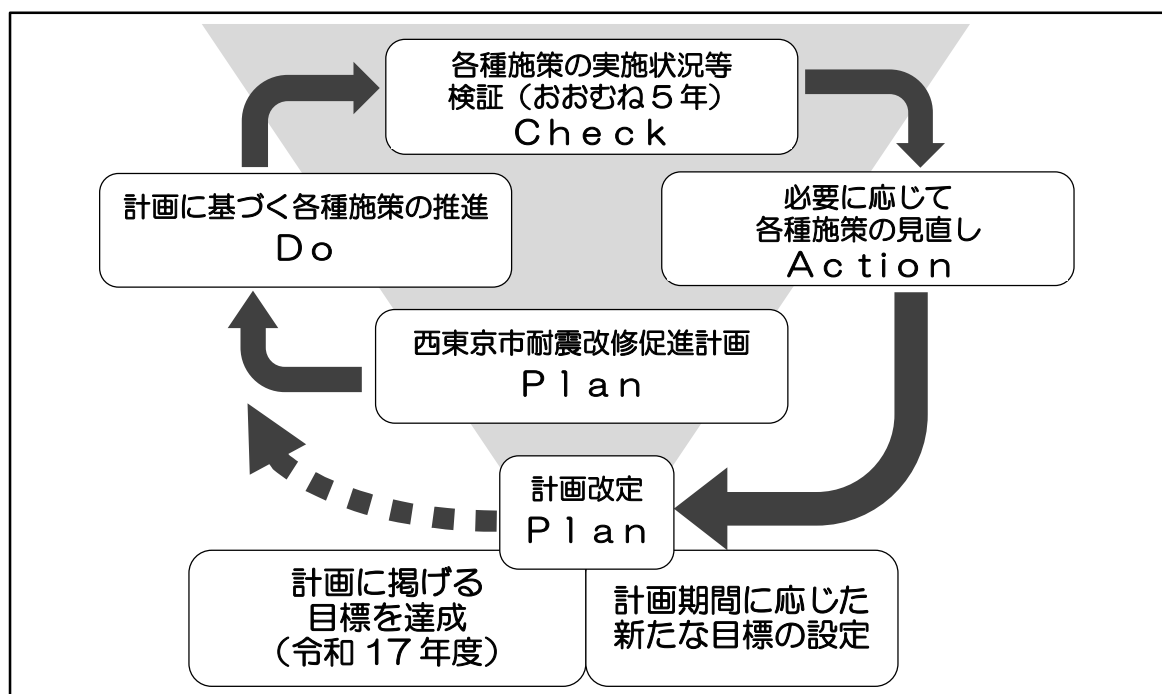 各種施策の実施状況等
検証（おおむね５年）
Ｃｈｅｃｋ
計画に基づく各種施策の推進
Ｄｏ
必要に応じて
各種施策の見直し
Ａｃｔｉｏｎ
西東京市耐震改修促進計画
Ｐｌａｎ
計画改定
Ｐｌａｎ
計画に掲げる
目標を達成
（令和 17 年度）
計画期間に応じた
新たな目標の設定